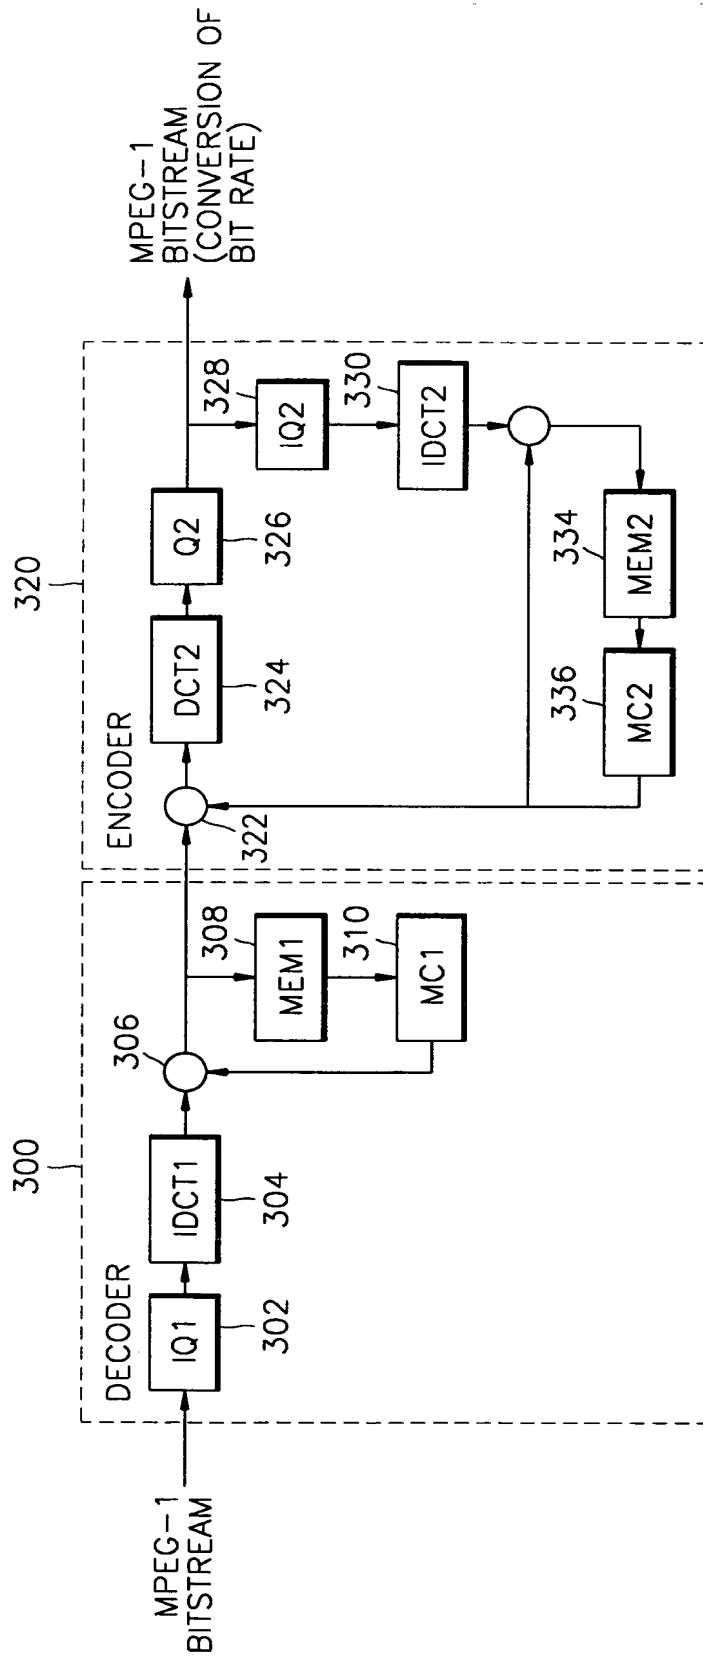 300
320
DECODER
ENCODER
MPEG-1
BITSTREAM
IQ1
302
IDCT1
304
306
MEM1
308
MC1
310
322
DCT2
324
Q2
326
IQ2
328
IDCT2
330
MEM2
334
MC2
336
MPEG-1
BITSTREAM
(CONVERSION OF
BIT RATE)